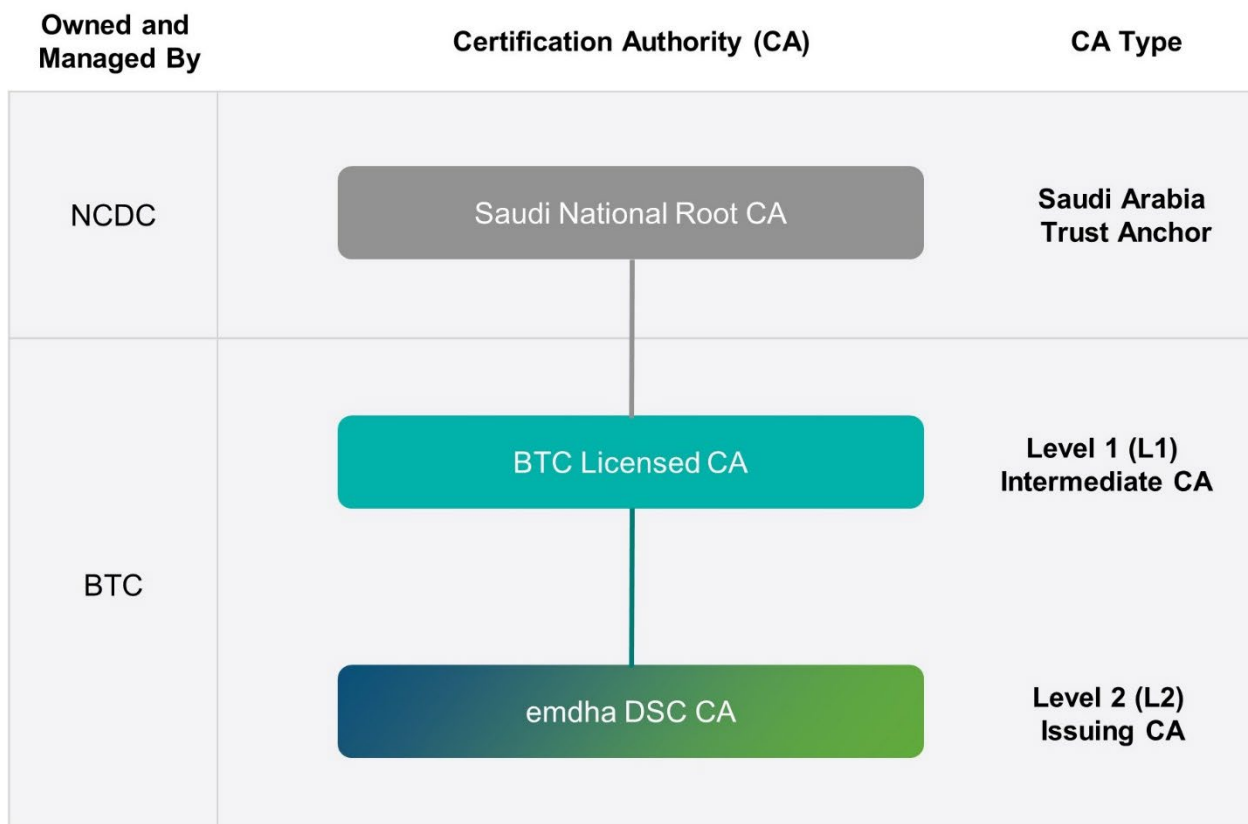 Owned and
Managed By
Certification Authority (CA)
CA Type
NCDC
Saudi National Root CA
Saudi Arabia
Trust Anchor
BTC Licensed CA
Level 1 (L1)
Intermediate CA
BTC
emdha DSC CA
Level 2 (L2)
Issuing CA